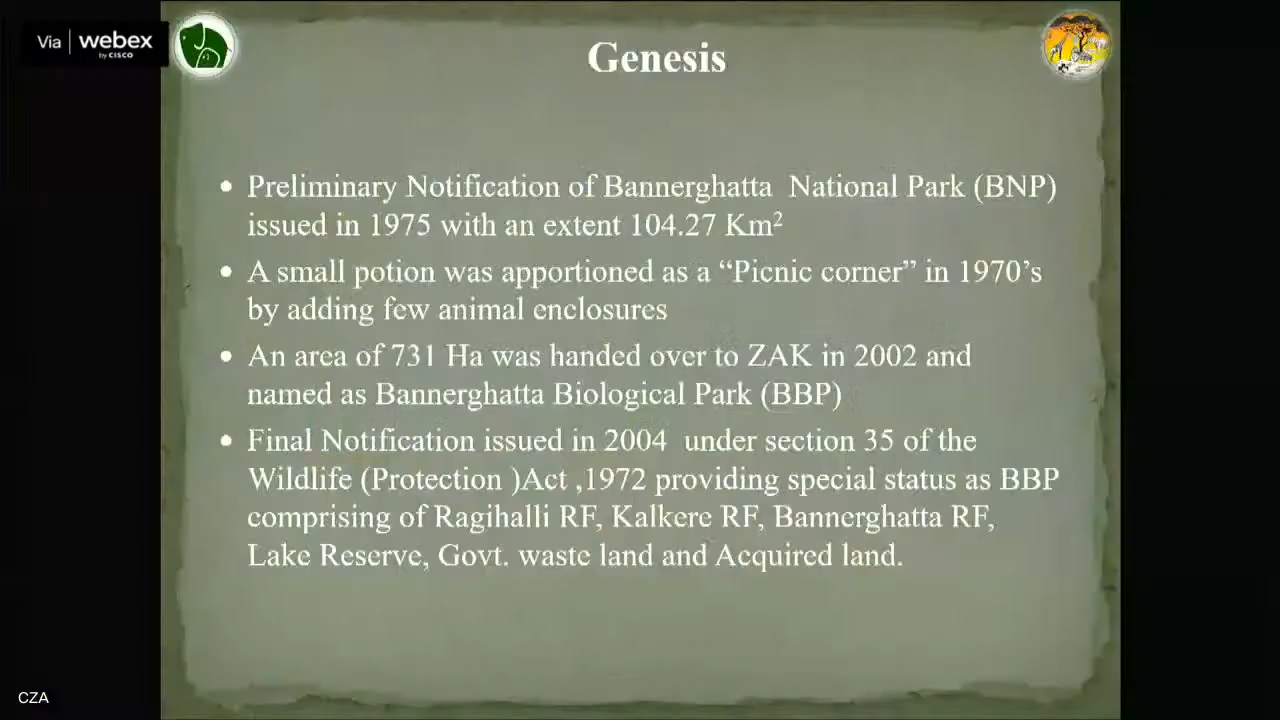 Via | webex
by CISCO
Genesis
• Preliminary Notification of Bannerghatta National Park (BNP)
issued in 1975 with an extent 104.27 Km²
• A small potion was apportioned as a “Picnic corner” in 1970’s
by adding few animal enclosures
• An area of 731 Ha was handed over to ZAK in 2002 and
named as Bannerghatta Biological Park (BBP)
• Final Notification issued in 2004 under section 35 of the
Wildlife (Protection )Act ,1972 providing special status as BBP
comprising of Ragihalli RF, Kalkere RF, Bannerghatta RF,
Lake Reserve, Govt. waste land and Acquired land.
CZA